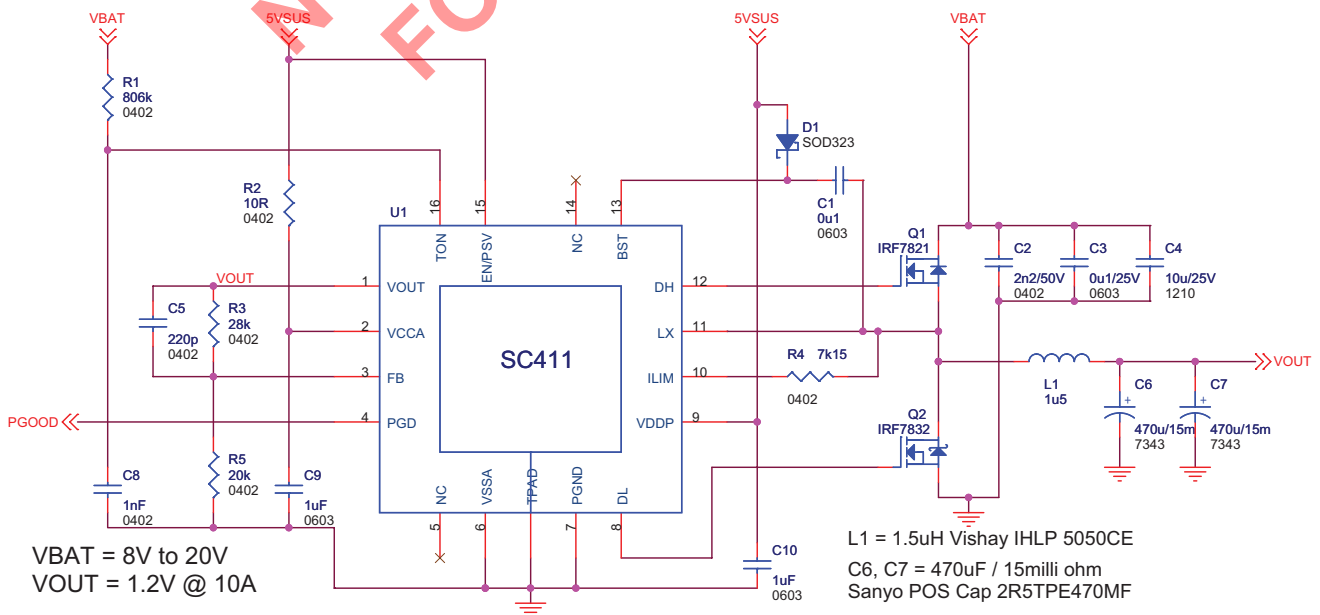 N
FO
VBAT
5VSUS
5VSUS
VBAT
R1
806k
0402
D1
SOD323
R2
10R
0402
U1
16
15
14
13
C1
0u1
0603
TON
EN/PSV
NC
BST
Q1
IRF7821
C2
2n2/50V
0402
C3
0u1/25V
0603
C4
10u/25V
1210
VOUT
1
VOUT
DH
12
C5
220p
0402
R3
28k
0402
2
VCCA
LX
11
SC411
3
FB
ILIM
10
R4 7k15
0402
L1
1u5
VOUT
C6
470u/15m
7343
C7
470u/15m
7343
PGOOD
4
PGD
VDDP
9
Q2
IRF7832
R5
20k
0402
C8
1nF
0402
C9
1uF
0603
NC
VSSA
TPAD
PGND
DL
5
6
7
8
C10
1uF
0603
VBAT = 8V to 20V
VOUT = 1.2V @ 10A
L1 = 1.5uH Vishay IHLP 5050CE
C6, C7 = 470uF / 15milli ohm
Sanyo POS Cap 2R5TPE470MF